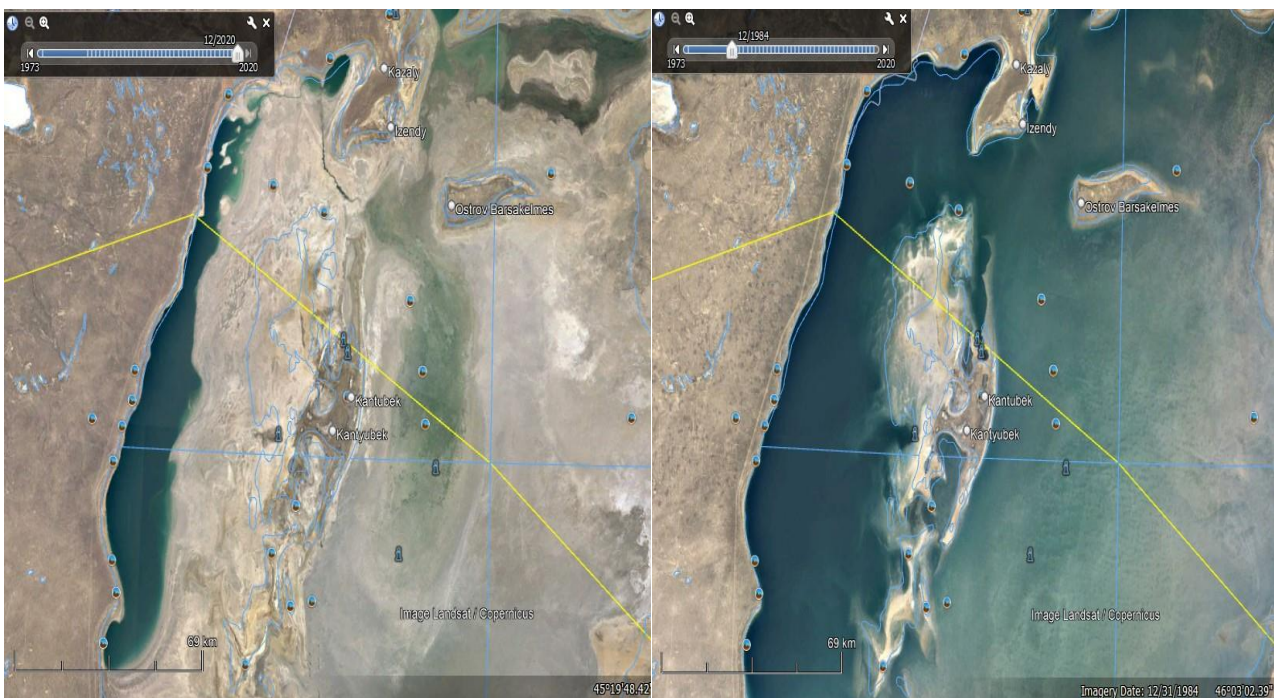 12/2020
1973
2020
Kazaly
Izendy
Ostrov Barsakelmes
Kantubek
Kantyubek
Image Landsat / Copernicus
69 km
45°19'48.42
12/1984
1973
2020
Kazaly
Izendy
Ostrov Barsakelmes
Kantubek
Kantyubek
Image Landsat / Copernicus
69 km
Imagery Date: 12/31/1984 46°03'02.39